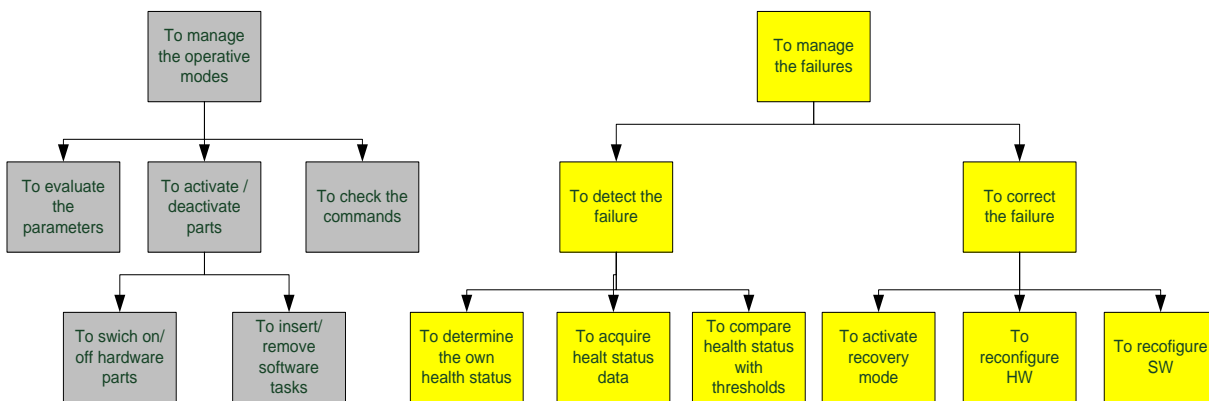 To manage
the operative
modes
To manage
the failures
To evaluate
the
parameters
To activate /
deactivate
parts
To check the
commands
To detect the
failure
To correct
the failure
To swich on/
off hardware
parts
To insert/
remove
software
tasks
To determine
the own
health status
To acquire
healt status
data
To compare
health status
with
thresholds
To activate
recovery
mode
To
reconfigure
HW
To recofigure
SW